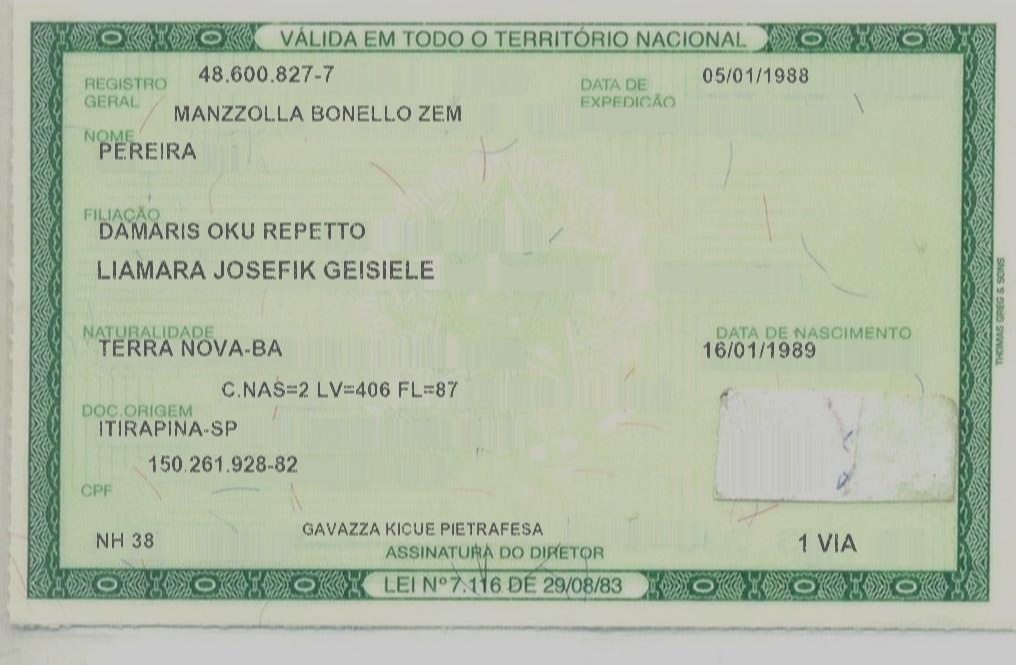 VÁLIDA EM TODO O TERRITÓRIO NACIONAL
REGISTRO GERAL 48.600.827-7 DATA DE EXPEDIÇÃO 05/01/1988
MANZZOLLA BONELLO ZEM
NOME
PEREIRA
FILIAÇÃO
DAMARIS OKU REPETTO
LIAMARA JOSEFIK GEISIELE
NATURALIDADE DATA DE NASCIMENTO
TERRA NOVA-BA 16/01/1989
C.NAS=2 LV=406 FL=87
DOC.ORIGEM
ITIRAPINA-SP
150.261.928-82
CPF
NH 38 GAVAZZA KICUE PIETRAFESA 1 VIA
ASSINATURA DO DIRETOR
LEI Nº 7.116 DE 29/08/83
THOMAS GREG & SONS